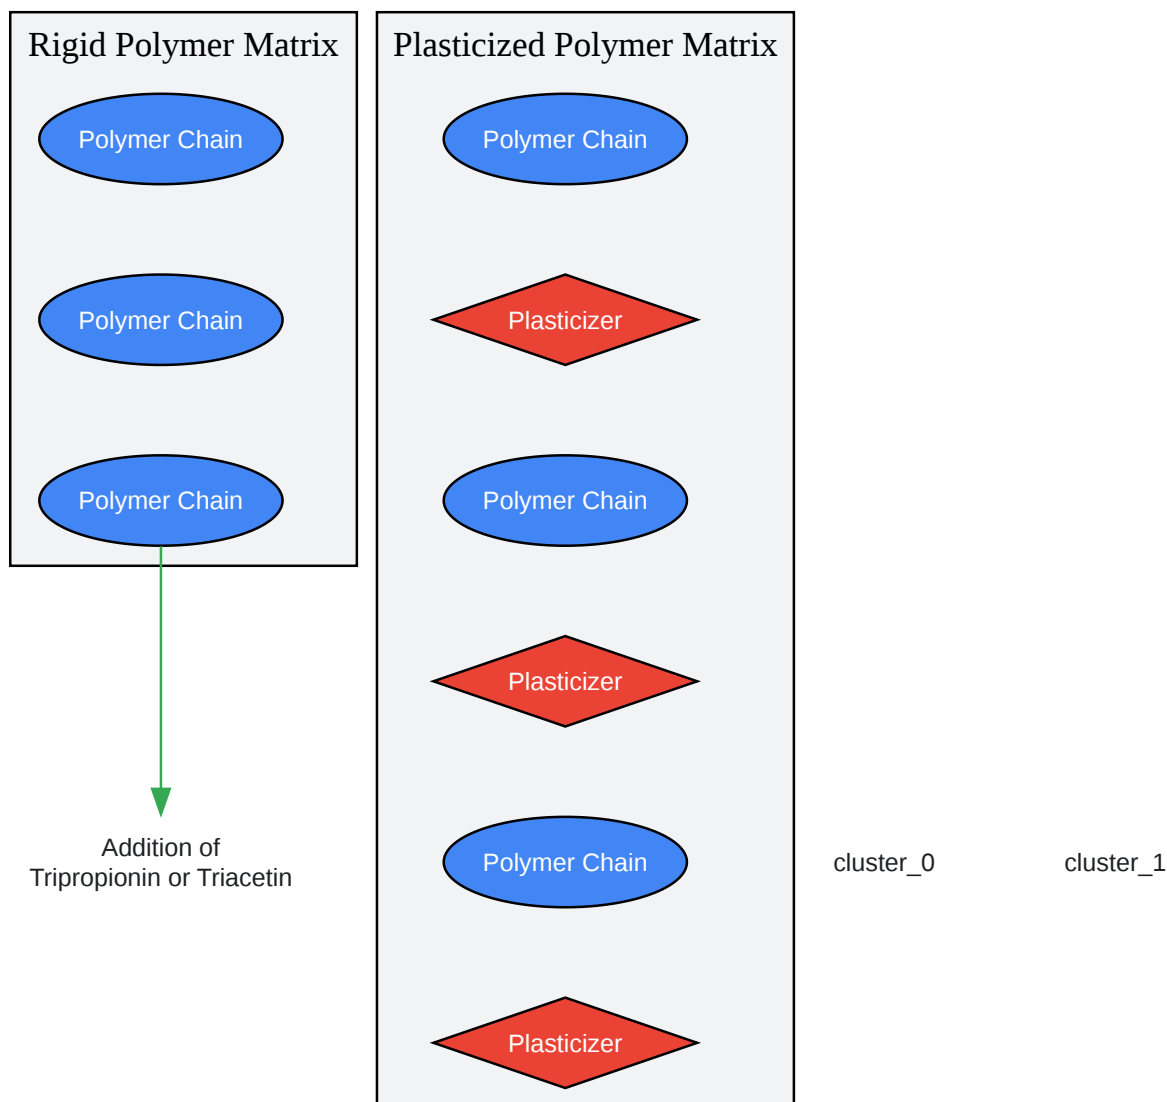 Rigid Polymer Matrix
Polymer Chain
Polymer Chain
Polymer Chain
Addition of
Tripropionin or Triacetin
Plasticized Polymer Matrix
Polymer Chain
Plasticizer
Polymer Chain
Plasticizer
Polymer Chain
Plasticizer
cluster_0
cluster_1